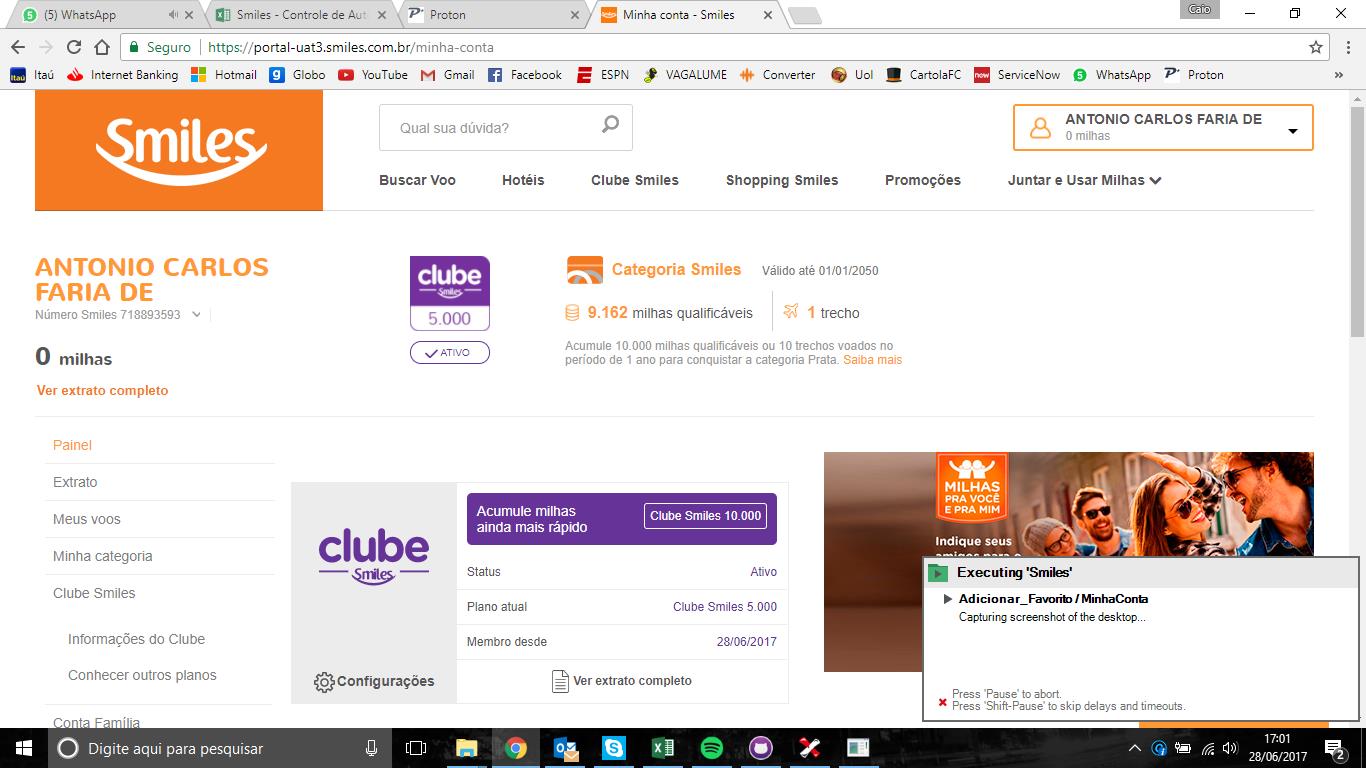 (5) WhatsApp
Smiles - Controle de Aut
Proton
Minha conta - Smiles
Caio
Seguro
https://portal-uat3.smiles.com.br/minha-conta
Itaú
Internet Banking
Hotmail
Globo
YouTube
Gmail
Facebook
ESPN
VAGALUME
Converter
Uol
CartolaFC
ServiceNow
WhatsApp
Proton
Smiles
Qual sua dúvida?
ANTONIO CARLOS FARIA DE
0 milhas
Buscar Voo
Hotéis
Clube Smiles
Shopping Smiles
Promoções
Juntar e Usar Milhas
ANTONIO CARLOS
FARIA DE
Número Smiles 718893593
0 milhas
Ver extrato completo
clube
Smiles
5.000
ATIVO
Categoria Smiles
Válido até 01/01/2050
9.162 milhas qualificáveis
1 trecho
Acumule 10.000 milhas qualificáveis ou 10 trechos voados no
período de 1 ano para conquistar a categoria Prata. Saiba mais
Painel
Extrato
Meus voos
Minha categoria
Clube Smiles
Informações do Clube
Conhecer outros planos
Conta Família
clube
Smiles
Configurações
Acumule milhas
ainda mais rápido
Clube Smiles 10.000
Status
Ativo
Plano atual
Clube Smiles 5.000
Membro desde
28/06/2017
Ver extrato completo
MILHAS
PRA VOCÊ
E PRA MIM
Indique seus
amigos para o
Executing 'Smiles'
Adicionar_Favorito / MinhaConta
Capturing screenshot of the desktop...
Press 'Pause' to abort.
Press 'Shift-Pause' to skip delays and timeouts.
Digite aqui para pesquisar
17:01
28/06/2017
2